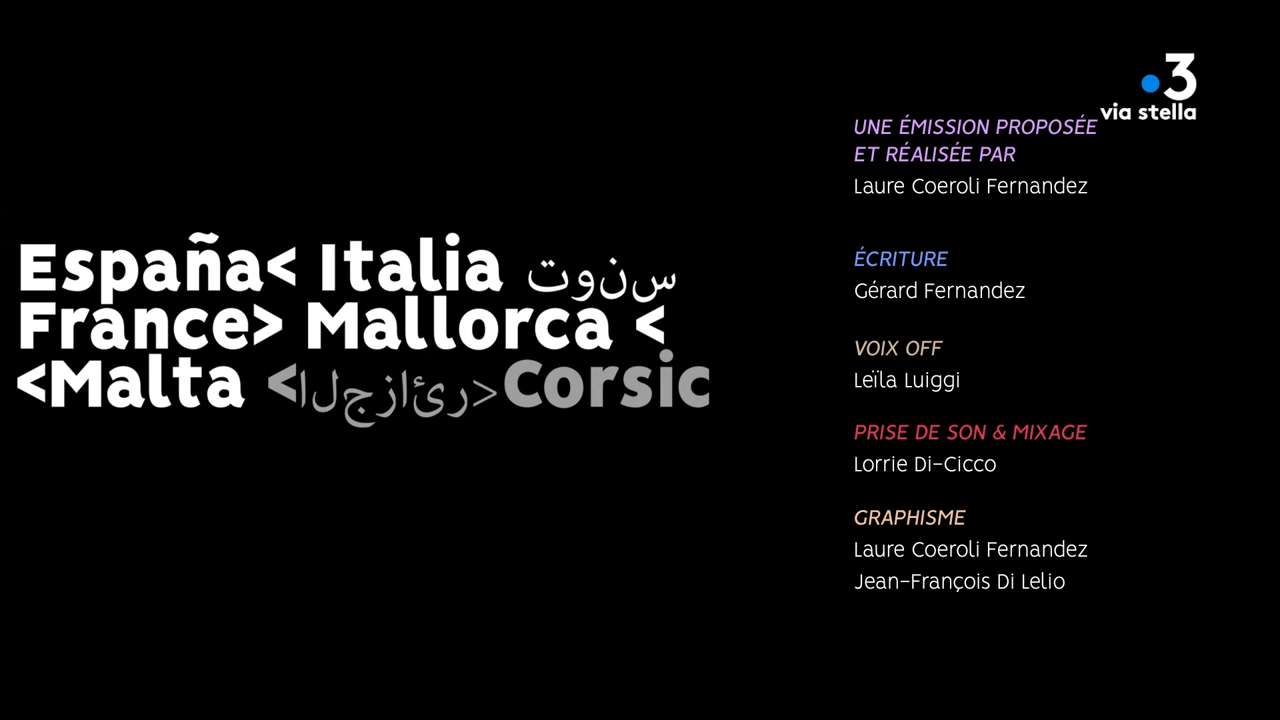 España< Italia سنوت
France> Mallorca <
<Malta <رئازجلا>Corsic
3
via stella
UNE ÉMISSION PROPOSÉE
ET RÉALISÉE PAR
Laure Coeroli Fernandez
ÉCRITURE
Gérard Fernandez
VOIX OFF
Leïla Luiggi
PRISE DE SON & MIXAGE
Lorrie Di-Cicco
GRAPHISME
Laure Coeroli Fernandez
Jean-François Di Lelio